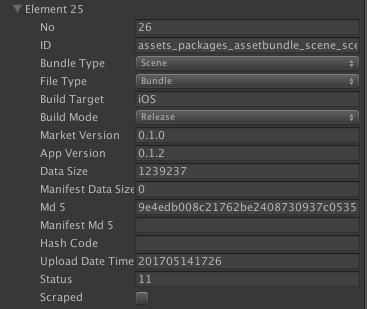 Element 25
No 26
ID assets_packages_assetbundle_scene_sce
Bundle Type Scene
File Type Bundle
Build Target iOS
Build Mode Release
Market Version 0.1.0
App Version 0.1.2
Data Size 1239237
Manifest Data Size 0
Md 5 9e4edb008c21762be2408730937c0535
Manifest Md 5
Hash Code
Upload Date Time 201705141726
Status 11
Scraped